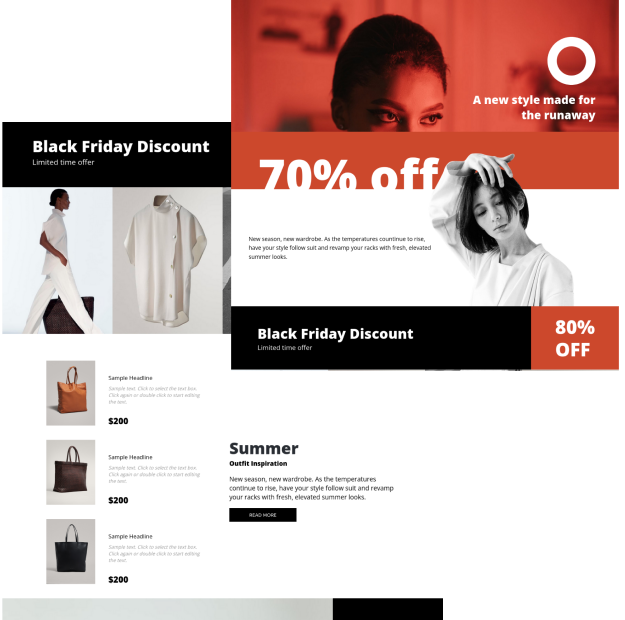 A new style made for
the runaway
Black Friday Discount
Limited time offer
70% off
New season, new wardrobe. As the temperatures countinue to rise,
have your style follow suit and revamp your racks with fresh, elevated
summer looks.
Black Friday Discount
Limited time offer
80%
OFF
Sample Headline
Sample text. Click to select the text box.
Click again or double click to start editing
the text.
$200
Sample Headline
Sample text. Click to select the text box.
Click again or double click to start editing
the text.
$200
Sample Headline
Sample text. Click to select the text box.
Click again or double click to start editing
the text.
$200
Summer
Outfit Inspiration
New season, new wardrobe. As the temperatures
continue to rise, have your style follow suit and revamp
your racks with fresh, elevated summer looks.
READ MORE